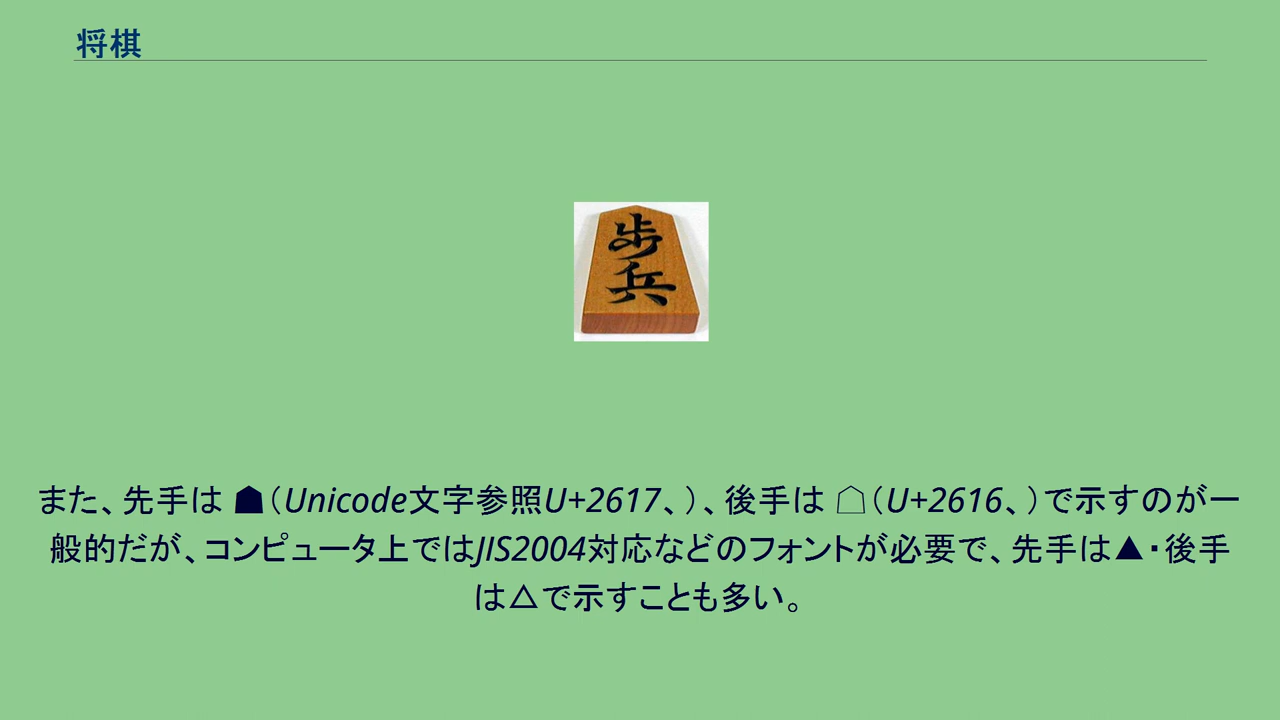 将棋
歩兵
また、先手は ☗（Unicode文字参照U+2617、）、後手は ☖（U+2616、）で示すのが一
般的だが、コンピュータ上ではJIS2004対応などのフォントが必要で、先手は▲・後手
は△で示すことも多い。